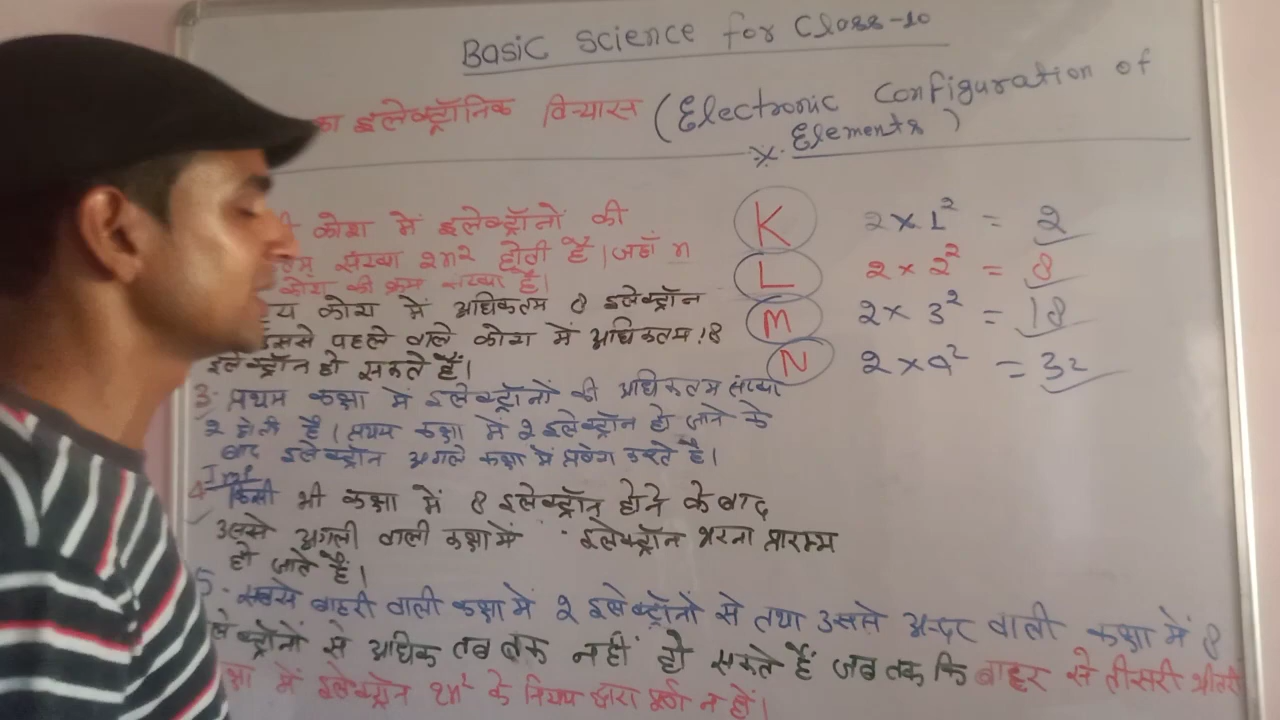 Basic Science for Class-10
का इलेक्ट्रॉनिक विन्यास (Electronic Configuration of
Elements)
कोश में इलेक्ट्रॉनों की
संख्या 2n2 होती है। जहाँ n
कोश की क्रम संख्या है।
कोश में अधिकतम 8 इलेक्ट्रॉन
उससे पहले वाले कोश में अधिकतम 18
इलेक्ट्रॉन हो सकते हैं।
K 2 × 1² = 2
L 2 × 2² = 8
M 2 × 3² = 18
N 2 × 4² = 32
3. प्रथम कक्षा में इलेक्ट्रॉनों की अधिकतम संख्या
2 होती है। प्रथम कक्षा में 2 इलेक्ट्रॉन हो जाने के
बाद इलेक्ट्रॉन अगले कक्षा में प्रवेश करते है।
Imp
4 किसी भी कक्षा में 8 इलेक्ट्रॉन होने के बाद
उससे अगली वाली कक्षा में इलेक्ट्रॉन भरना प्रारम्भ
हो जाते हैं।
5. सबसे बाहरी वाली कक्षा में 2 इलेक्ट्रॉनों से तथा उससे अन्दर वाली कक्षा में 8
इलेक्ट्रॉनों से अधिक तब तक नहीं हो सकते हैं जब तक कि बाहर से तीसरी भीतरी
कक्षा में इलेक्ट्रॉन 2n² के नियम द्वारा पूर्ण न हों।